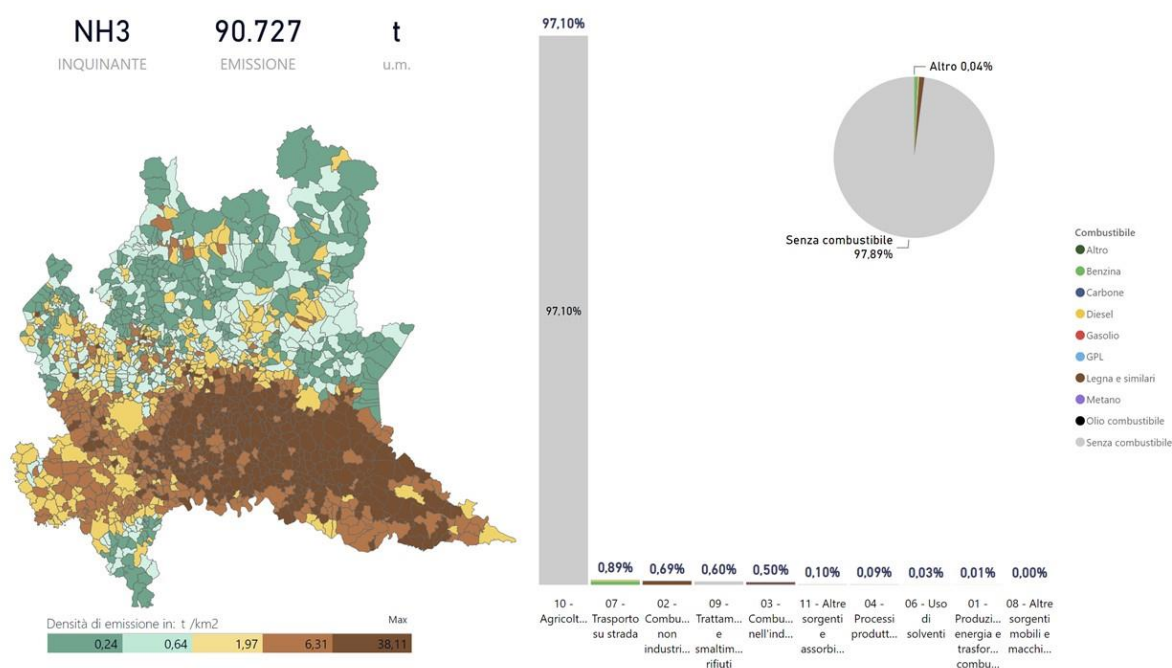 NH3 90.727 t
INQUINANTE EMISSIONE u.m.
Densità di emissione in: t /km2 Max
0,24 0,64 1,97 6,31 38,11
97,10%
97,10%
0,89% 0,69% 0,60% 0,50% 0,10% 0,09% 0,03% 0,01% 0,00%
10 -
Agricolt...
07 -
Trasporto
su strada
02 -
Combu...
non
industri...
09 -
Trattam...
e
smaltim...
rifiuti
03 -
Combu...
nell'ind...
11 - Altre
sorgenti
e
assorbi...
04 -
Processi
produtt...
06 - Uso
di
solventi
01 -
Produzi...
energia e
trasfor...
combu...
08 - Altre
sorgenti
mobili e
macchi...
Altro 0,04%
Senza combustibile
97,89%
Combustibile
Altro
Benzina
Carbone
Diesel
Gasolio
GPL
Legna e similari
Metano
Olio combustibile
Senza combustibile